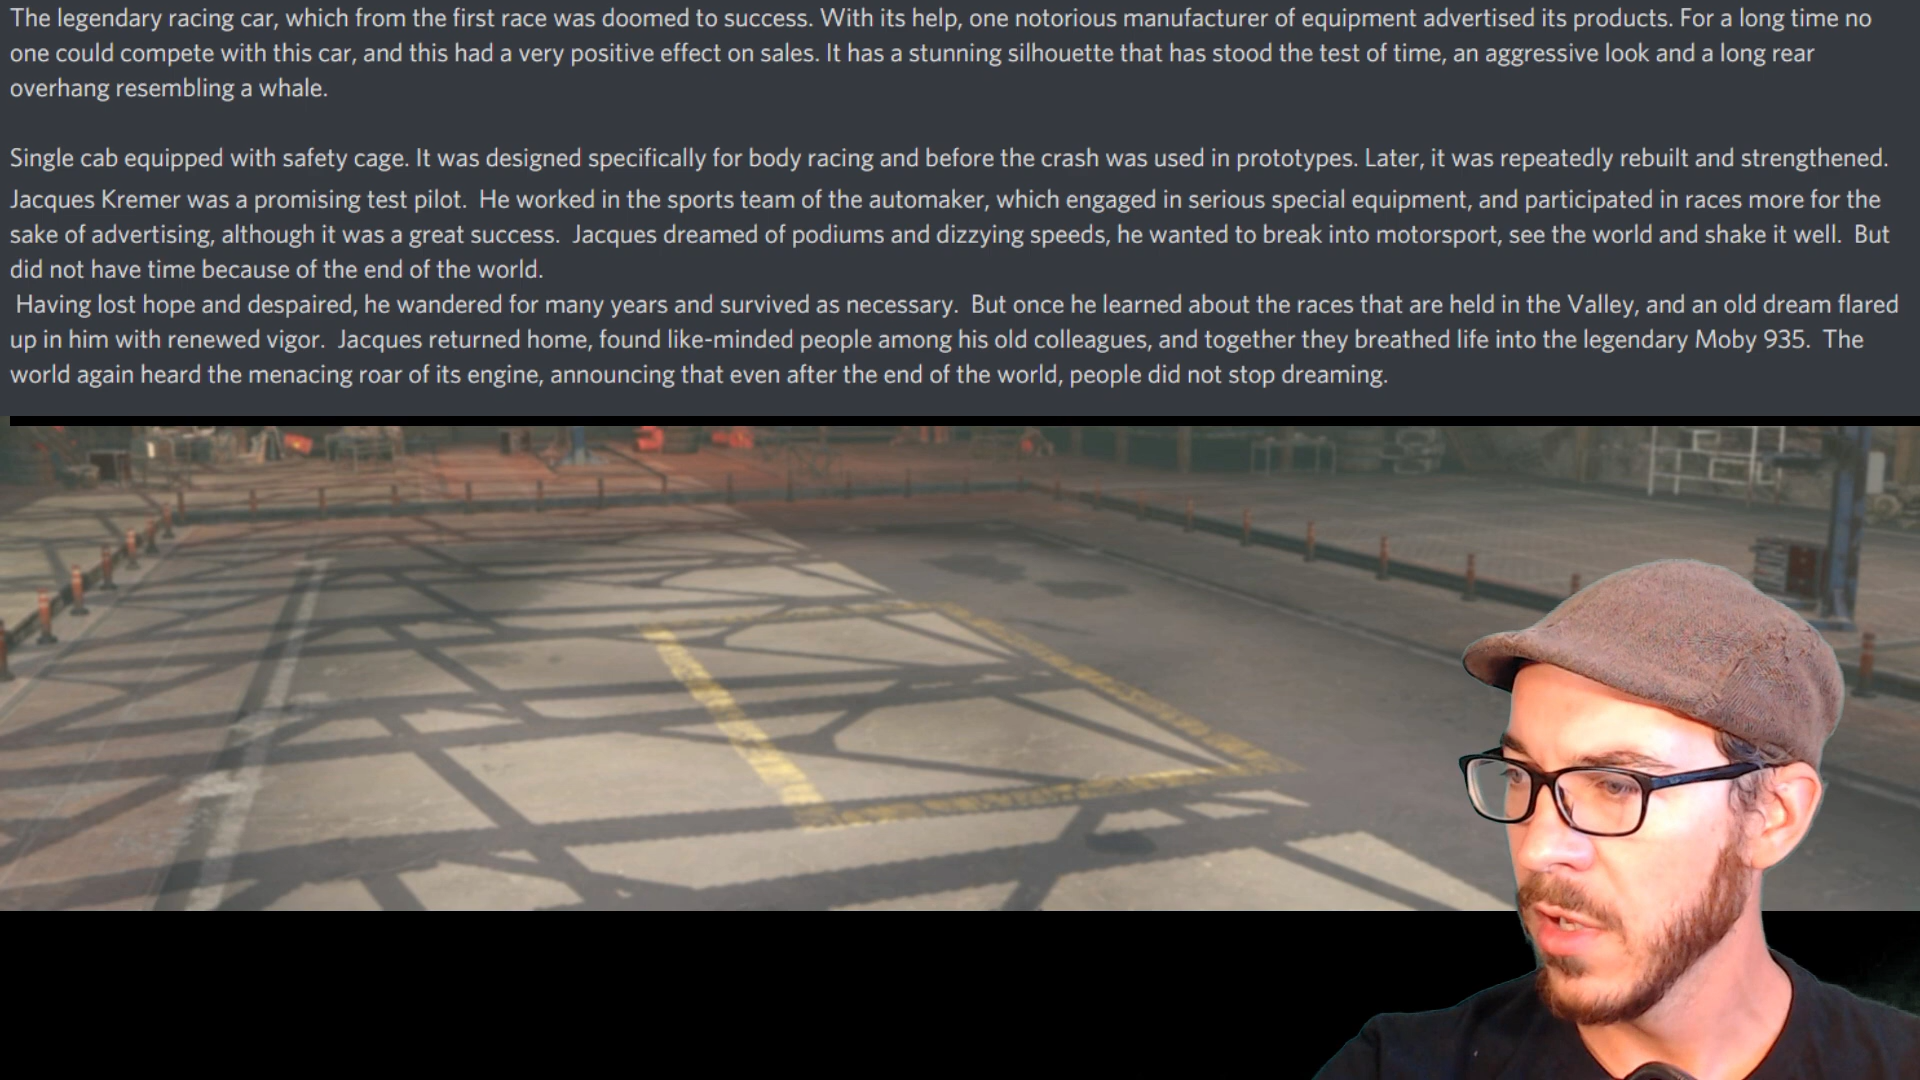 The legendary racing car, which from the first race was doomed to success. With its help, one notorious manufacturer of equipment advertised its products. For a long time no
one could compete with this car, and this had a very positive effect on sales. It has a stunning silhouette that has stood the test of time, an aggressive look and a long rear
overhang resembling a whale.
Single cab equipped with safety cage. It was designed specifically for body racing and before the crash was used in prototypes. Later, it was repeatedly rebuilt and strengthened.
Jacques Kremer was a promising test pilot.  He worked in the sports team of the automaker, which engaged in serious special equipment, and participated in races more for the
sake of advertising, although it was a great success.  Jacques dreamed of podiums and dizzying speeds, he wanted to break into motorsport, see the world and shake it well.  But
did not have time because of the end of the world.
Having lost hope and despaired, he wandered for many years and survived as necessary.  But once he learned about the races that are held in the Valley, and an old dream flared
up in him with renewed vigor.  Jacques returned home, found like-minded people among his old colleagues, and together they breathed life into the legendary Moby 935.  The
world again heard the menacing roar of its engine, announcing that even after the end of the world, people did not stop dreaming.